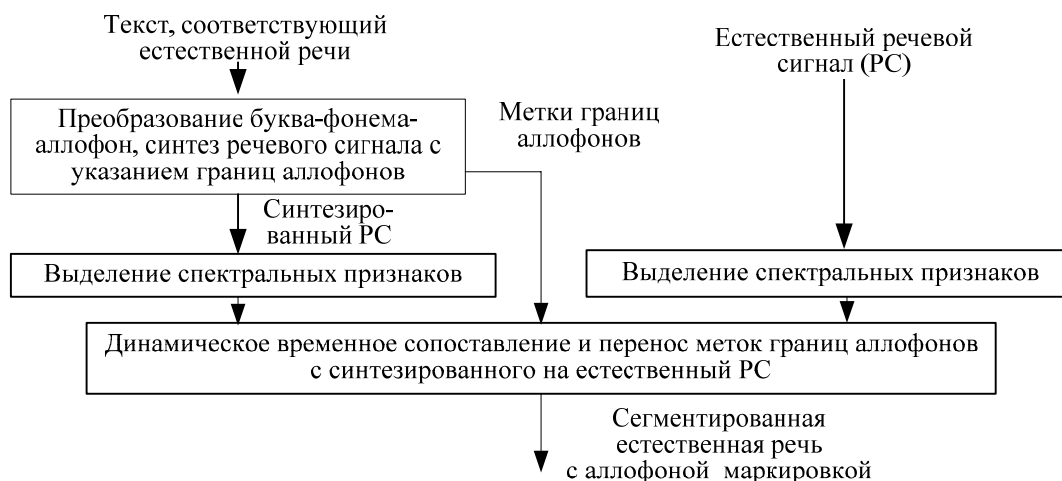 Текст, соответствующий
естественной речи
Естественный речевой
сигнал (РС)
Преобразование буква-фонема-
аллофон, синтез речевого сигнала с
указанием границ аллофонов
Метки границ
аллофонов
Синтезиро-
ванный РС
Выделение спектральных признаков
Выделение спектральных признаков
Динамическое временное сопоставление и перенос меток границ аллофонов
с синтезированного на естественный РС
Сегментированная
естественная речь
с аллофоной маркировкой